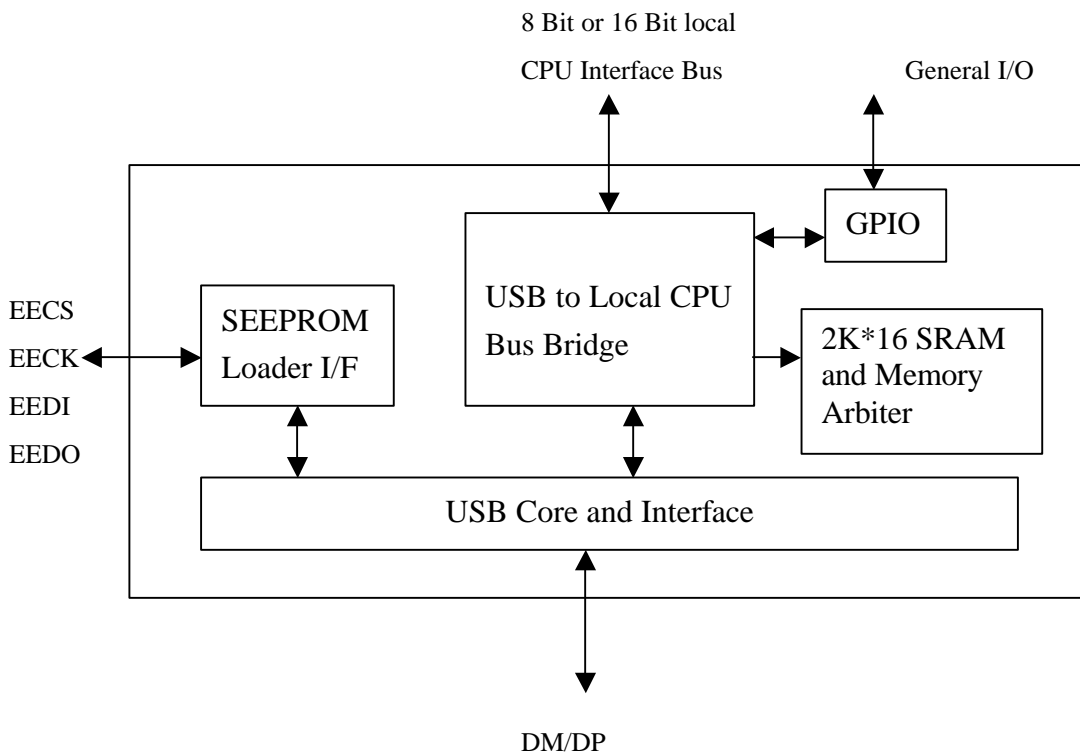 8 Bit or 16 Bit local
CPU Interface Bus
General I/O
GPIO
USB to Local CPU
Bus Bridge
SEEPROM
Loader I/F
EECS
EECK
EEDI
EEDO
2K*16 SRAM
and Memory
Arbiter
USB Core and Interface
DM/DP